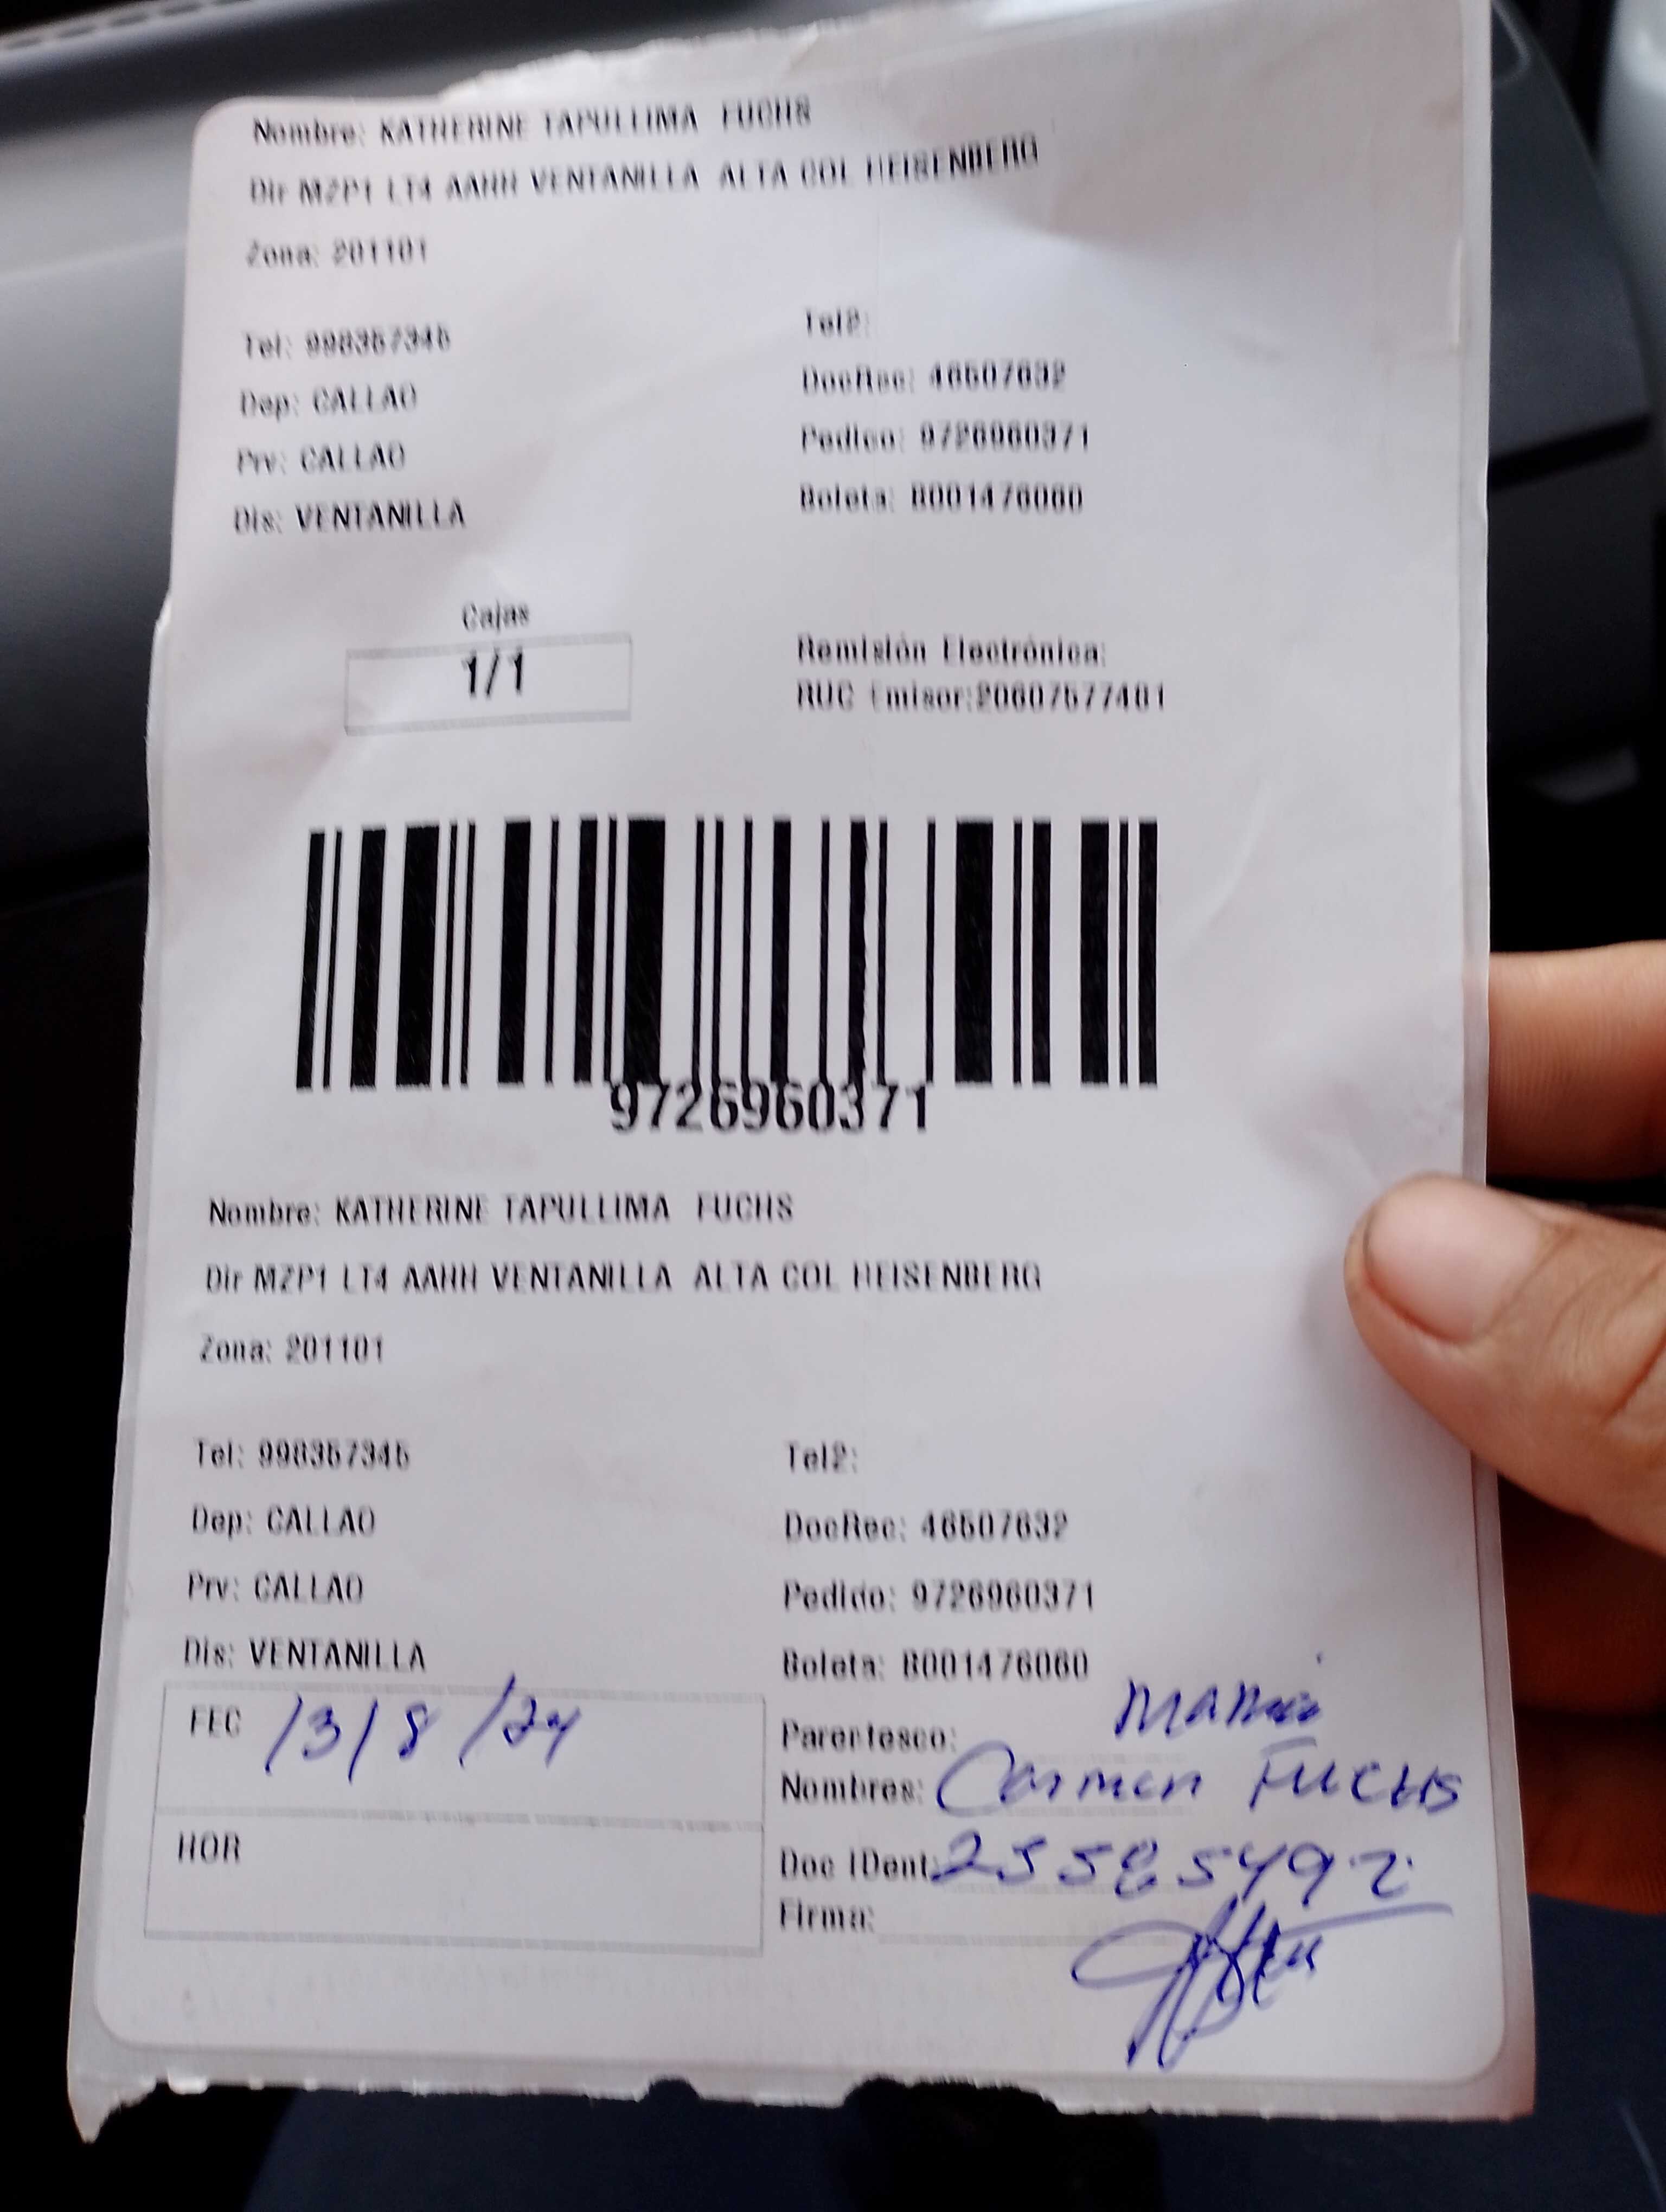 Nombre: KATHERINE TAPULLIMA FUCHS
Dir MZP1 LT4 AAHH VENTANILLA ALTA COL HEISENBERG
Zona: 201101
Tel: 998357345 Tel2:
Dep: CALLAO DocRec: 46507632
Prv: CALLAO Pedido: 9726960371
Dis: VENTANILLA Boleta: B001476060
Cajas
1/1
Remisión Electrónica:
RUC Emisor:20607577481
9726960371
Nombre: KATHERINE TAPULLIMA FUCHS
Dir MZP1 LT4 AAHH VENTANILLA ALTA COL HEISENBERG
Zona: 201101
Tel: 998357345 Tel2:
Dep: CALLAO DocRec: 46507632
Prv: CALLAO Pedido: 9726960371
Dis: VENTANILLA Boleta: B001476060
FEC 13/8/24
HOR
Parentesco: Mamá
Nombres: Carmen FUCHS
Doc IDent: 25585492
Firma: